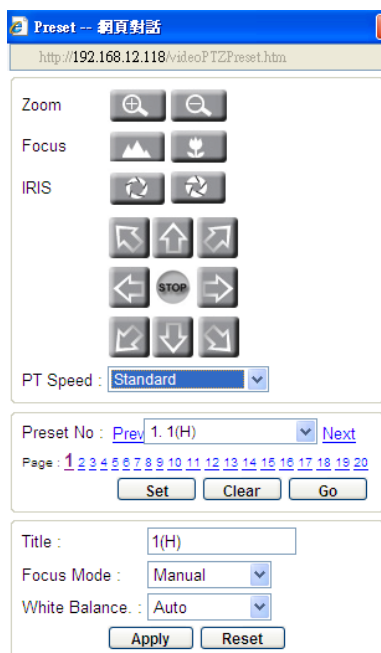 Preset -- 網頁對話
http://192.168.12.118/videoPTZPreset.htm
Zoom
Focus
IRIS
STOP
PT Speed : Standard
Preset No : Prev 1. 1(H) Next
Page : 1 2 3 4 5 6 7 8 9 10 11 12 13 14 15 16 17 18 19 20
Set Clear Go
Title : 1(H)
Focus Mode : Manual
White Balance. : Auto
Apply Reset